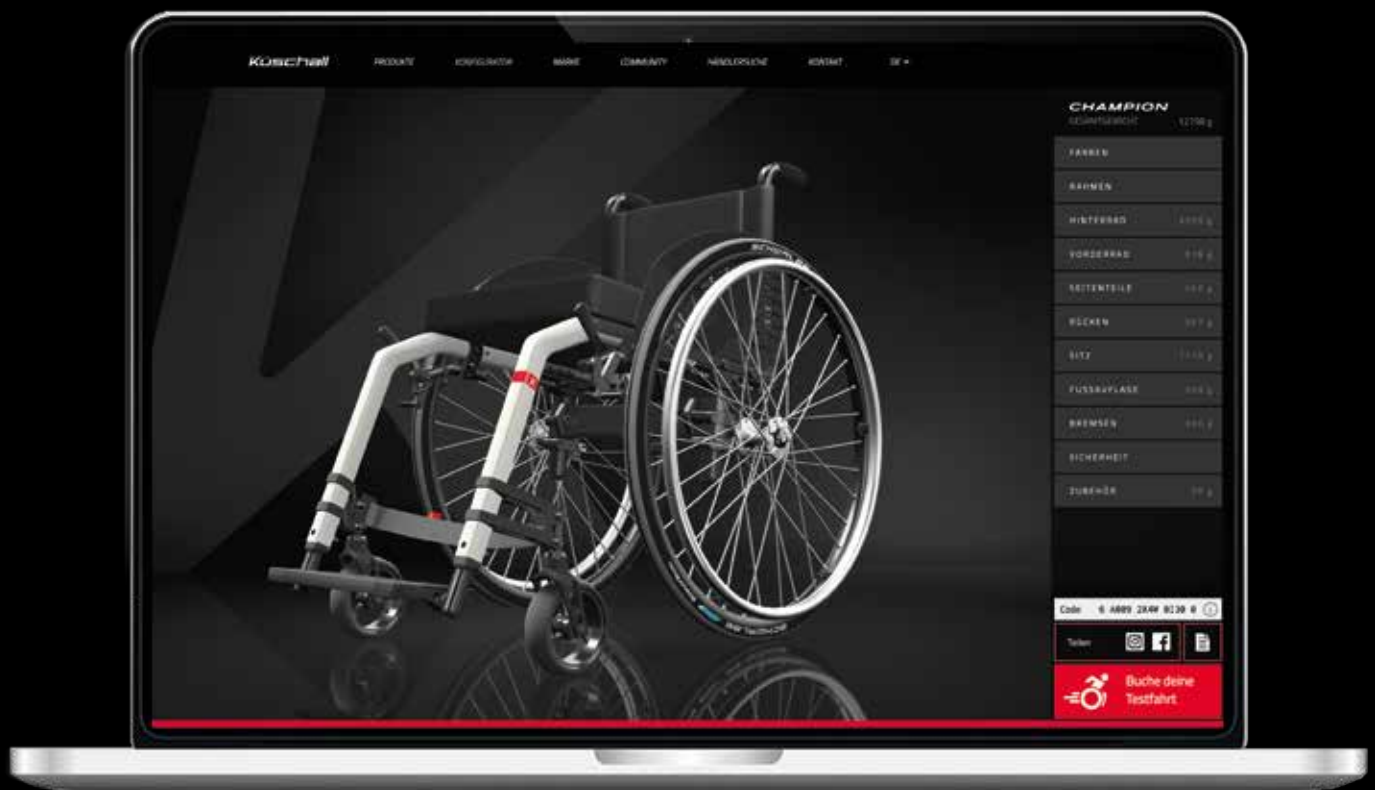 Küschall PRODUKTE KONFIGURATOR MARKE COMMUNITY HÄNDLERSUCHE KONTAKT DE
CHAMPION
GESAMTGEWICHT
FARBEN
RAHMEN
HINTERRAD
VORDERRAD
SEITENTEILE
RÜCKEN
SITZ
FUSSAUFLAGE
BREMSEN
SICHERHEIT
ZUBEHÖR
Code
Teilen
Buche deine
Testfahrt